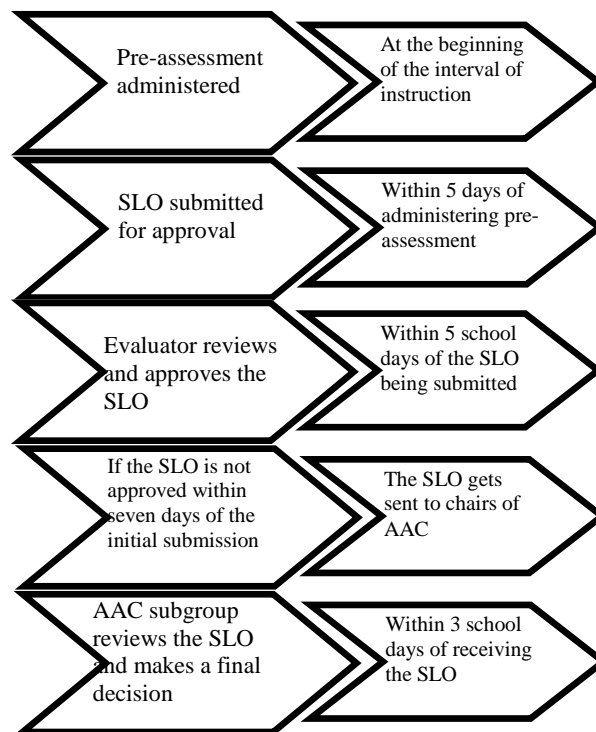 Pre-assessment
administered
At the beginning
of the interval of
instruction
SLO submitted
for approval
Within 5 days of
administering pre-
assessment
Evaluator reviews
and approves the
SLO
Within 5 school
days of the SLO
being submitted
If the SLO is not
approved within
seven days of the
initial submission
The SLO gets
sent to chairs of
AAC
AAC subgroup
reviews the SLO
and makes a final
decision
Within 3 school
days of receiving
the SLO